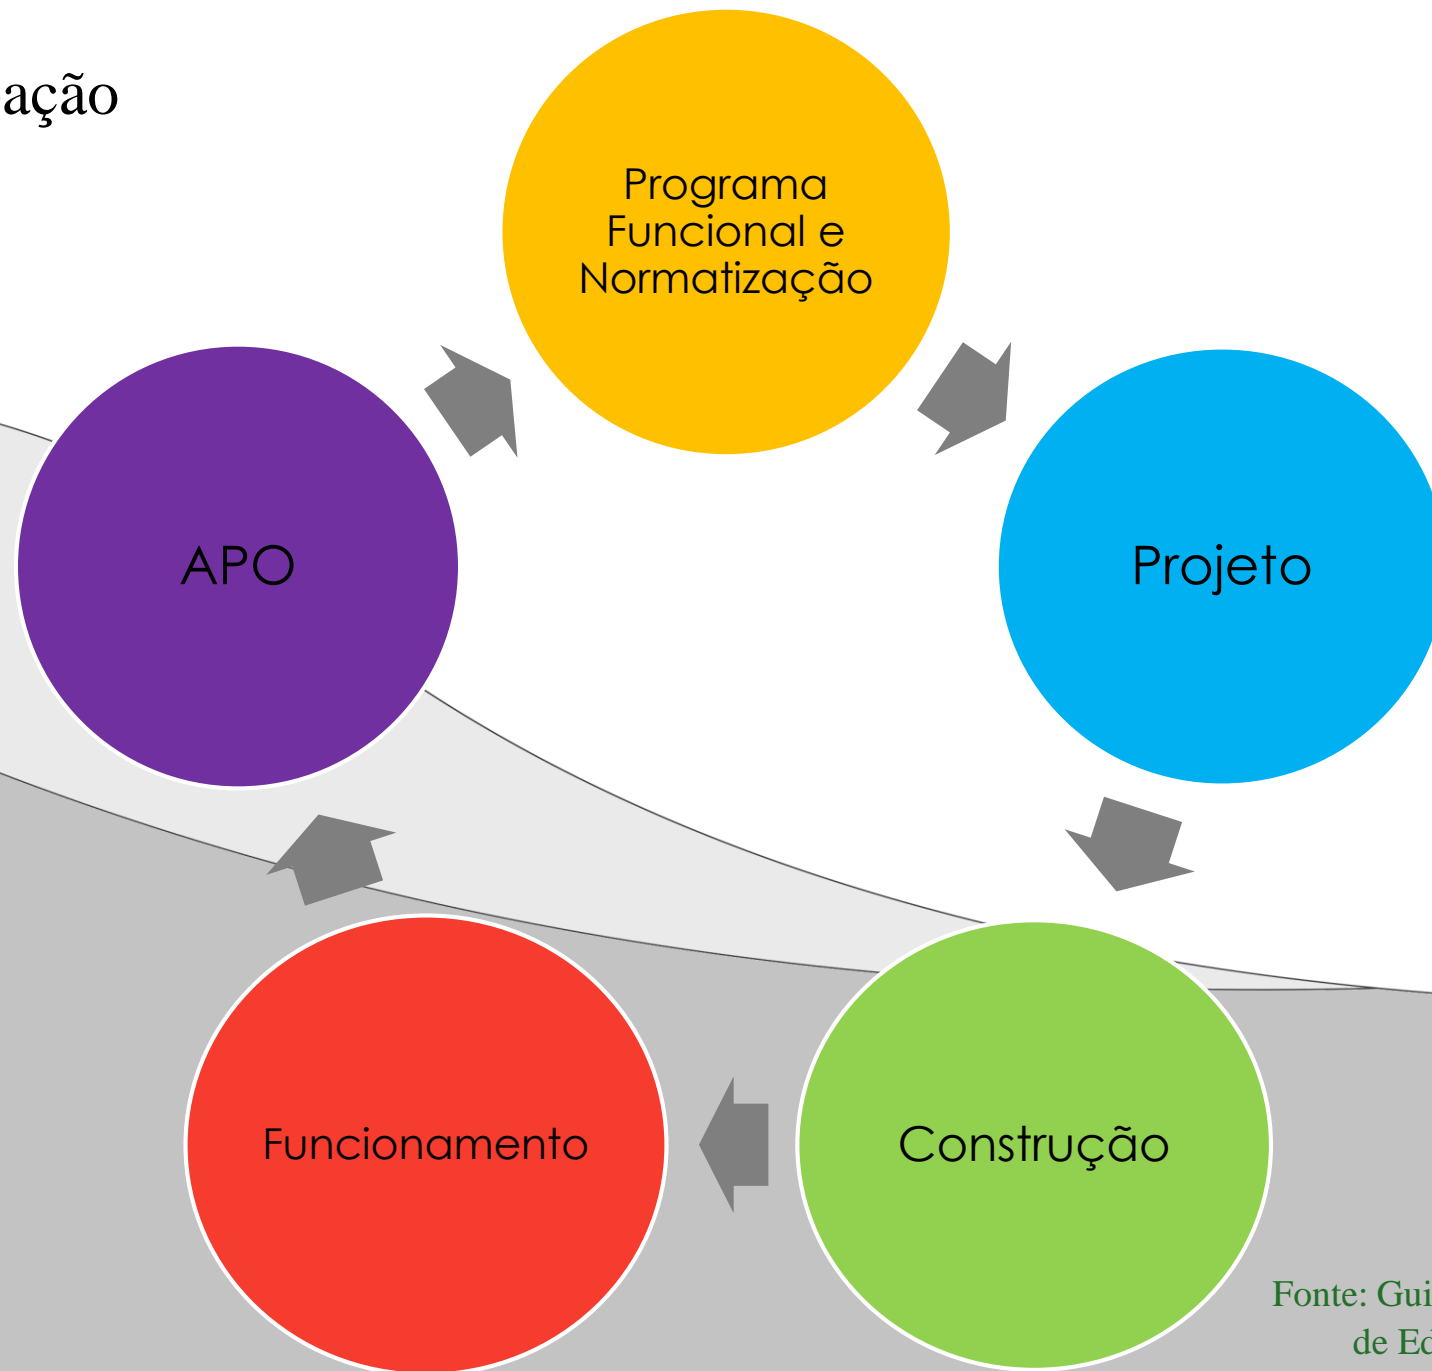 ação
Programa
Funcional e
Normatização
APO
Projeto
Funcionamento
Construção
Fonte: Gui
de Ed